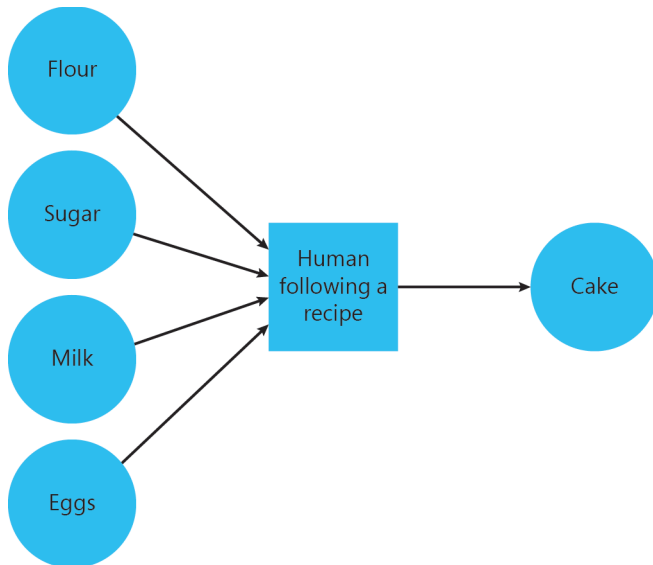 Flour
Sugar
Milk
Eggs
Human
following a
recipe
Cake